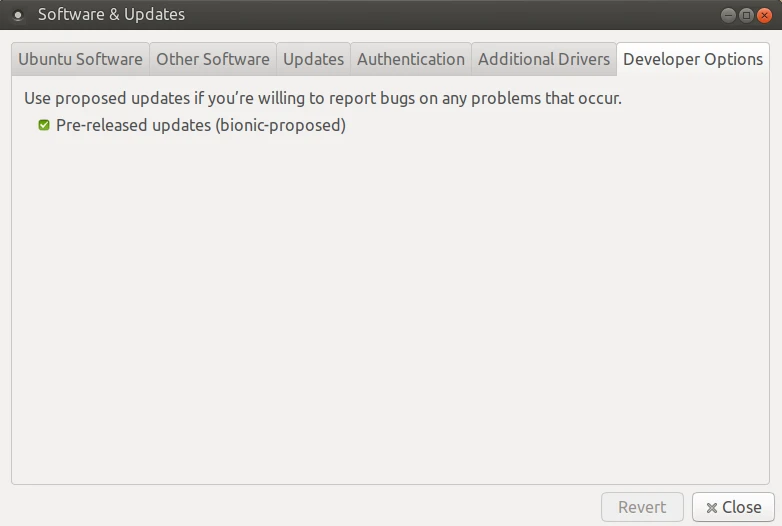 Software & Updates
Ubuntu Software Other Software Updates Authentication Additional Drivers Developer Options
Use proposed updates if you’re willing to report bugs on any problems that occur.
Pre-released updates (bionic-proposed)
Revert Close